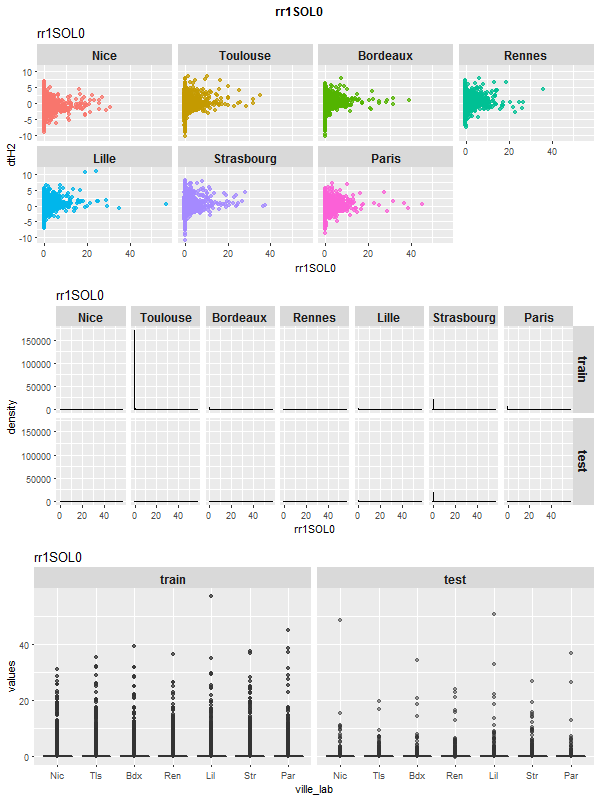 rr1SOL0
rr1SOL0
Nice Toulouse Bordeaux Rennes
10
5
0
-5
-10
0 20 40
Lille Strasbourg Paris
10
5
0
-5
-10
0 20 40 0 20 40 0 20 40
dtH2
rr1SOL0
rr1SOL0
Nice Toulouse Bordeaux Rennes Lille Strasbourg Paris
150000
100000
50000
0
train
150000
100000
50000
0
test
0 20 40 0 20 40 0 20 40 0 20 40 0 20 40 0 20 40 0 20 40
density
rr1SOL0
rr1SOL0
train test
40
20
0
values
Nic Tls Bdx Ren Lil Str Par Nic Tls Bdx Ren Lil Str Par
ville_lab